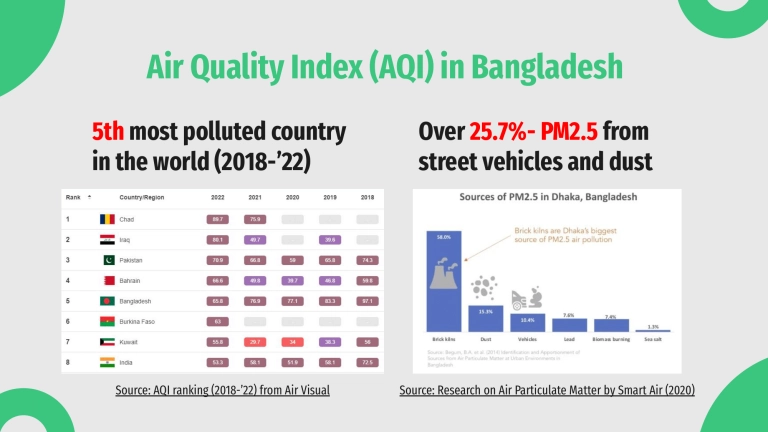 Air Quality Index (AQI) in Bangladesh
5th most polluted country
in the world (2018-’22)
Rank Country/Region 2022 2021 2020 2019 2018
1 Chad 89.7 75.9
2 Iraq 80.1 49.7 39.6
3 Pakistan 70.9 66.8 59 65.8 74.3
4 Bahrain 66.6 49.8 39.7 46.8 59.8
5 Bangladesh 65.8 76.9 77.1 83.3 97.1
6 Burkina Faso 63
7 Kuwait 55.8 29.7 34 38.3 56
8 India 53.3 58.1 51.9 58.1 72.5
Source: AQI ranking (2018-’22) from Air Visual
Over 25.7%- PM2.5 from
street vehicles and dust
Sources of PM2.5 in Dhaka, Bangladesh
Brick kilns are Dhaka's biggest
source of PM2.5 air pollution
58.0%
15.3%
10.4%
7.6%
7.4%
1.3%
Brick kilns Dust Vehicles Lead Biomass burning Sea salt
Source: Begum, B.A. et al. (2014) Identification and Apportionment of
Sources from Air Particulate Matter at Urban Environments in
Bangladesh.
Source: Research on Air Particulate Matter by Smart Air (2020)